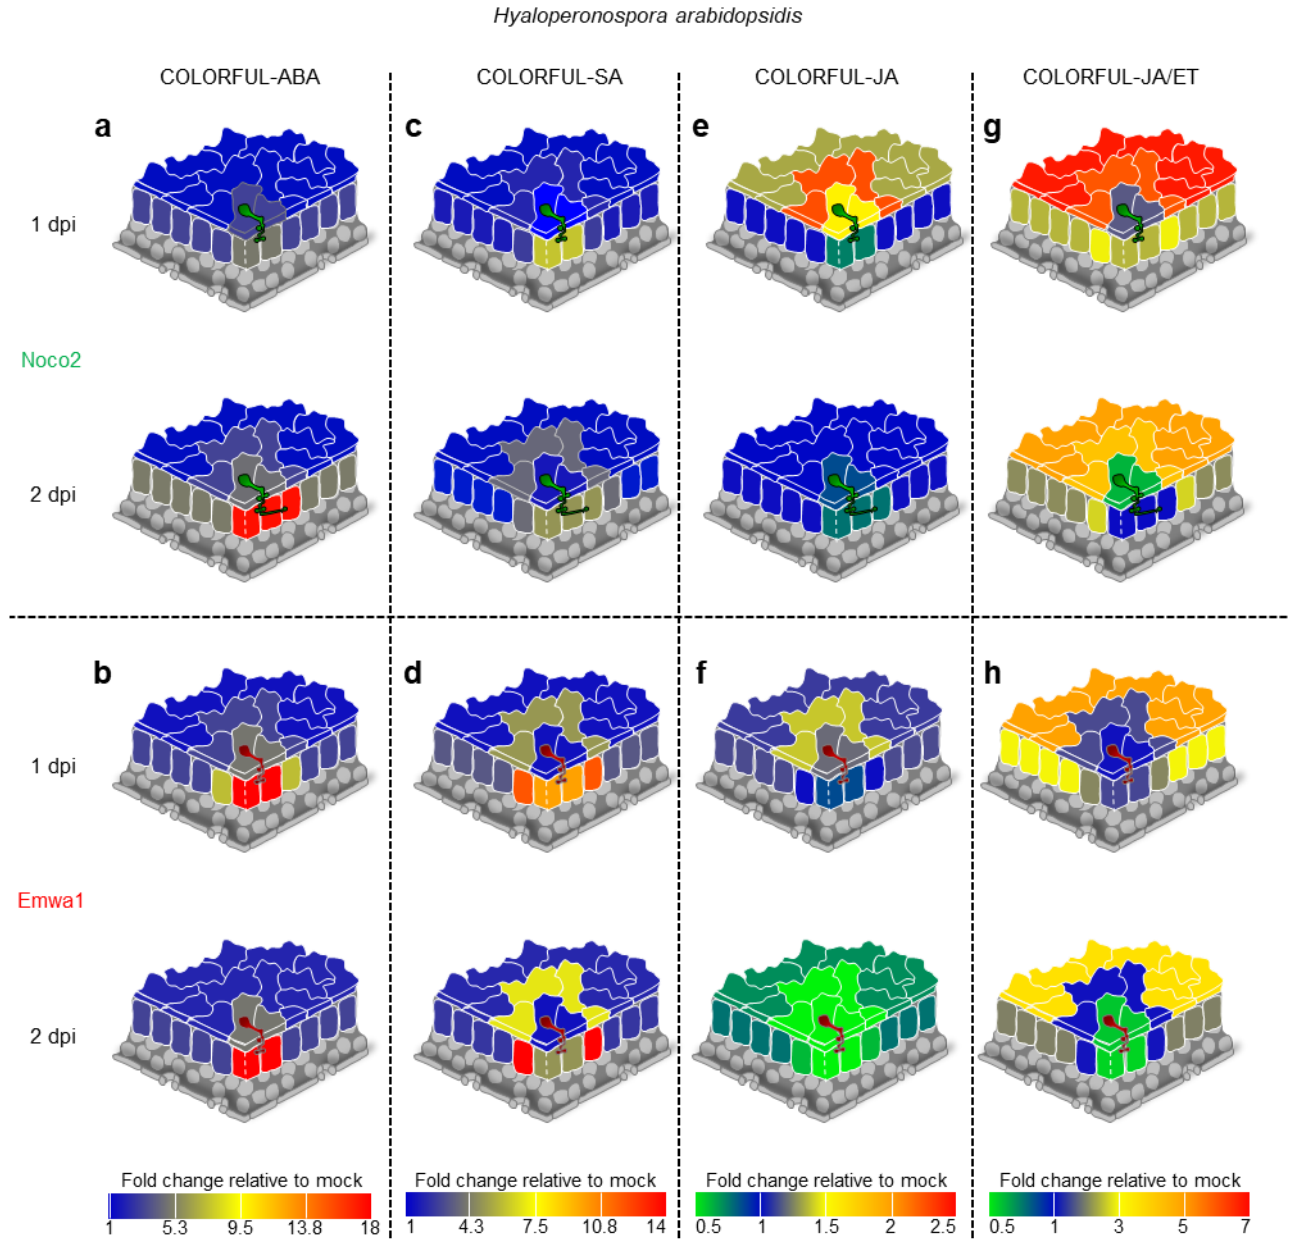 Hyaloperonospora arabidopsidis
COLORFUL-ABA COLORFUL-SA COLORFUL-JA COLORFUL-JA/ET
a c e g
1 dpi
Noco2
2 dpi
b d f h
1 dpi
Emwa1
2 dpi
Fold change relative to mock Fold change relative to mock Fold change relative to mock Fold change relative to mock
1 5.3 9.5 13.8 18 1 4.3 7.5 10.8 14 0.5 1 1.5 2 2.5 0.5 1 3 5 7